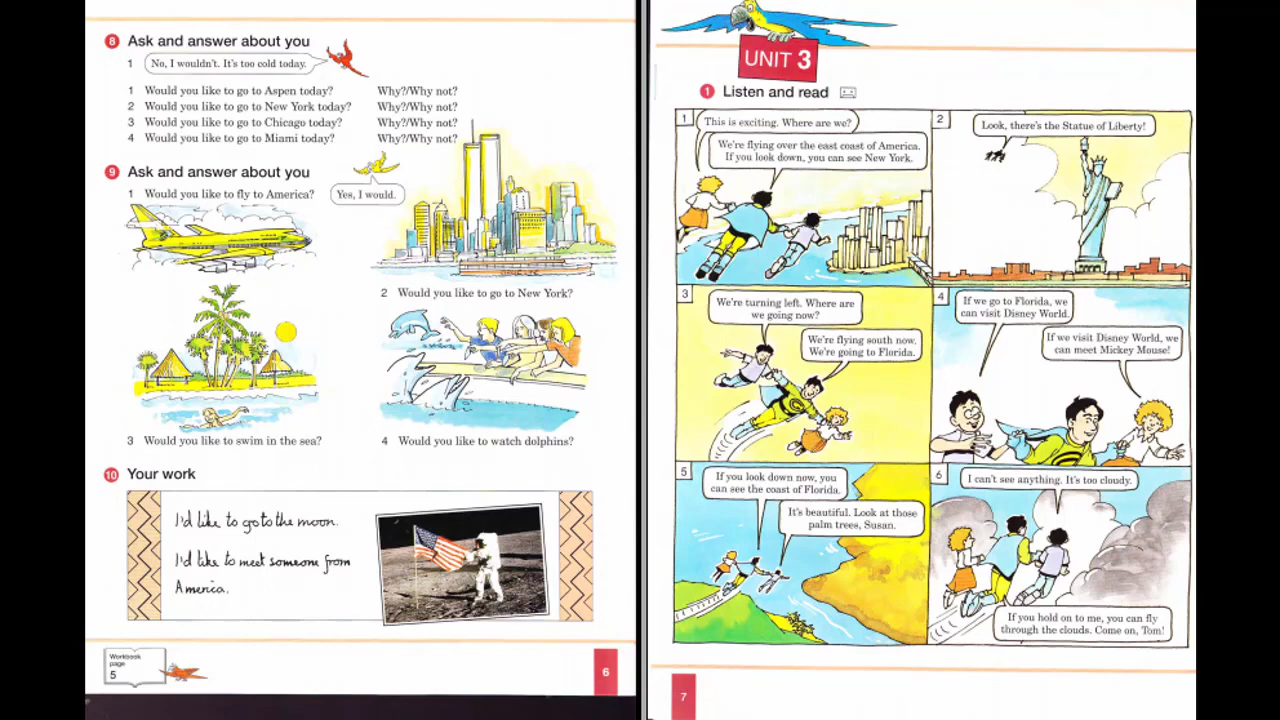 8 Ask and answer about you
1 No, I wouldn't. It's too cold today.
1 Would you like to go to Aspen today? Why?/Why not?
2 Would you like to go to New York today? Why?/Why not?
3 Would you like to go to Chicago today? Why?/Why not?
4 Would you like to go to Miami today? Why?/Why not?
9 Ask and answer about you
1 Would you like to fly to America?
Yes, I would.
2 Would you like to go to New York?
3 Would you like to swim in the sea?
4 Would you like to watch dolphins?
10 Your work
I'd like to go to the moon.
I'd like to meet someone from
America.
Workbook
page
5
6
UNIT 3
1 Listen and read
1
This is exciting. Where are we?
We're flying over the east coast of America.
If you look down, you can see New York.
2
Look, there's the Statue of Liberty!
3
We're turning left. Where are
we going now?
We're flying south now.
We're going to Florida.
4
If we go to Florida, we
can visit Disney World.
If we visit Disney World, we
can meet Mickey Mouse!
5
If you look down now, you
can see the coast of Florida.
It's beautiful. Look at those
palm trees, Susan.
6
I can't see anything. It's too cloudy.
If you hold on to me, you can fly
through the clouds. Come on, Tom!
7